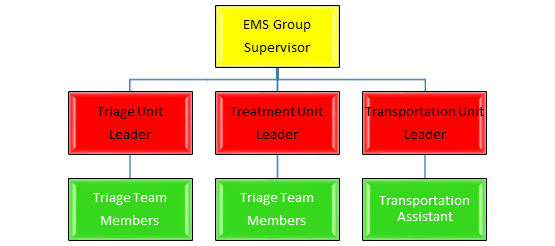 EMS Group
Supervisor
Triage Unit
Leader
Treatment Unit
Leader
Transportation Unit
Leader
Triage Team
Members
Triage Team
Members
Transportation
Assistant